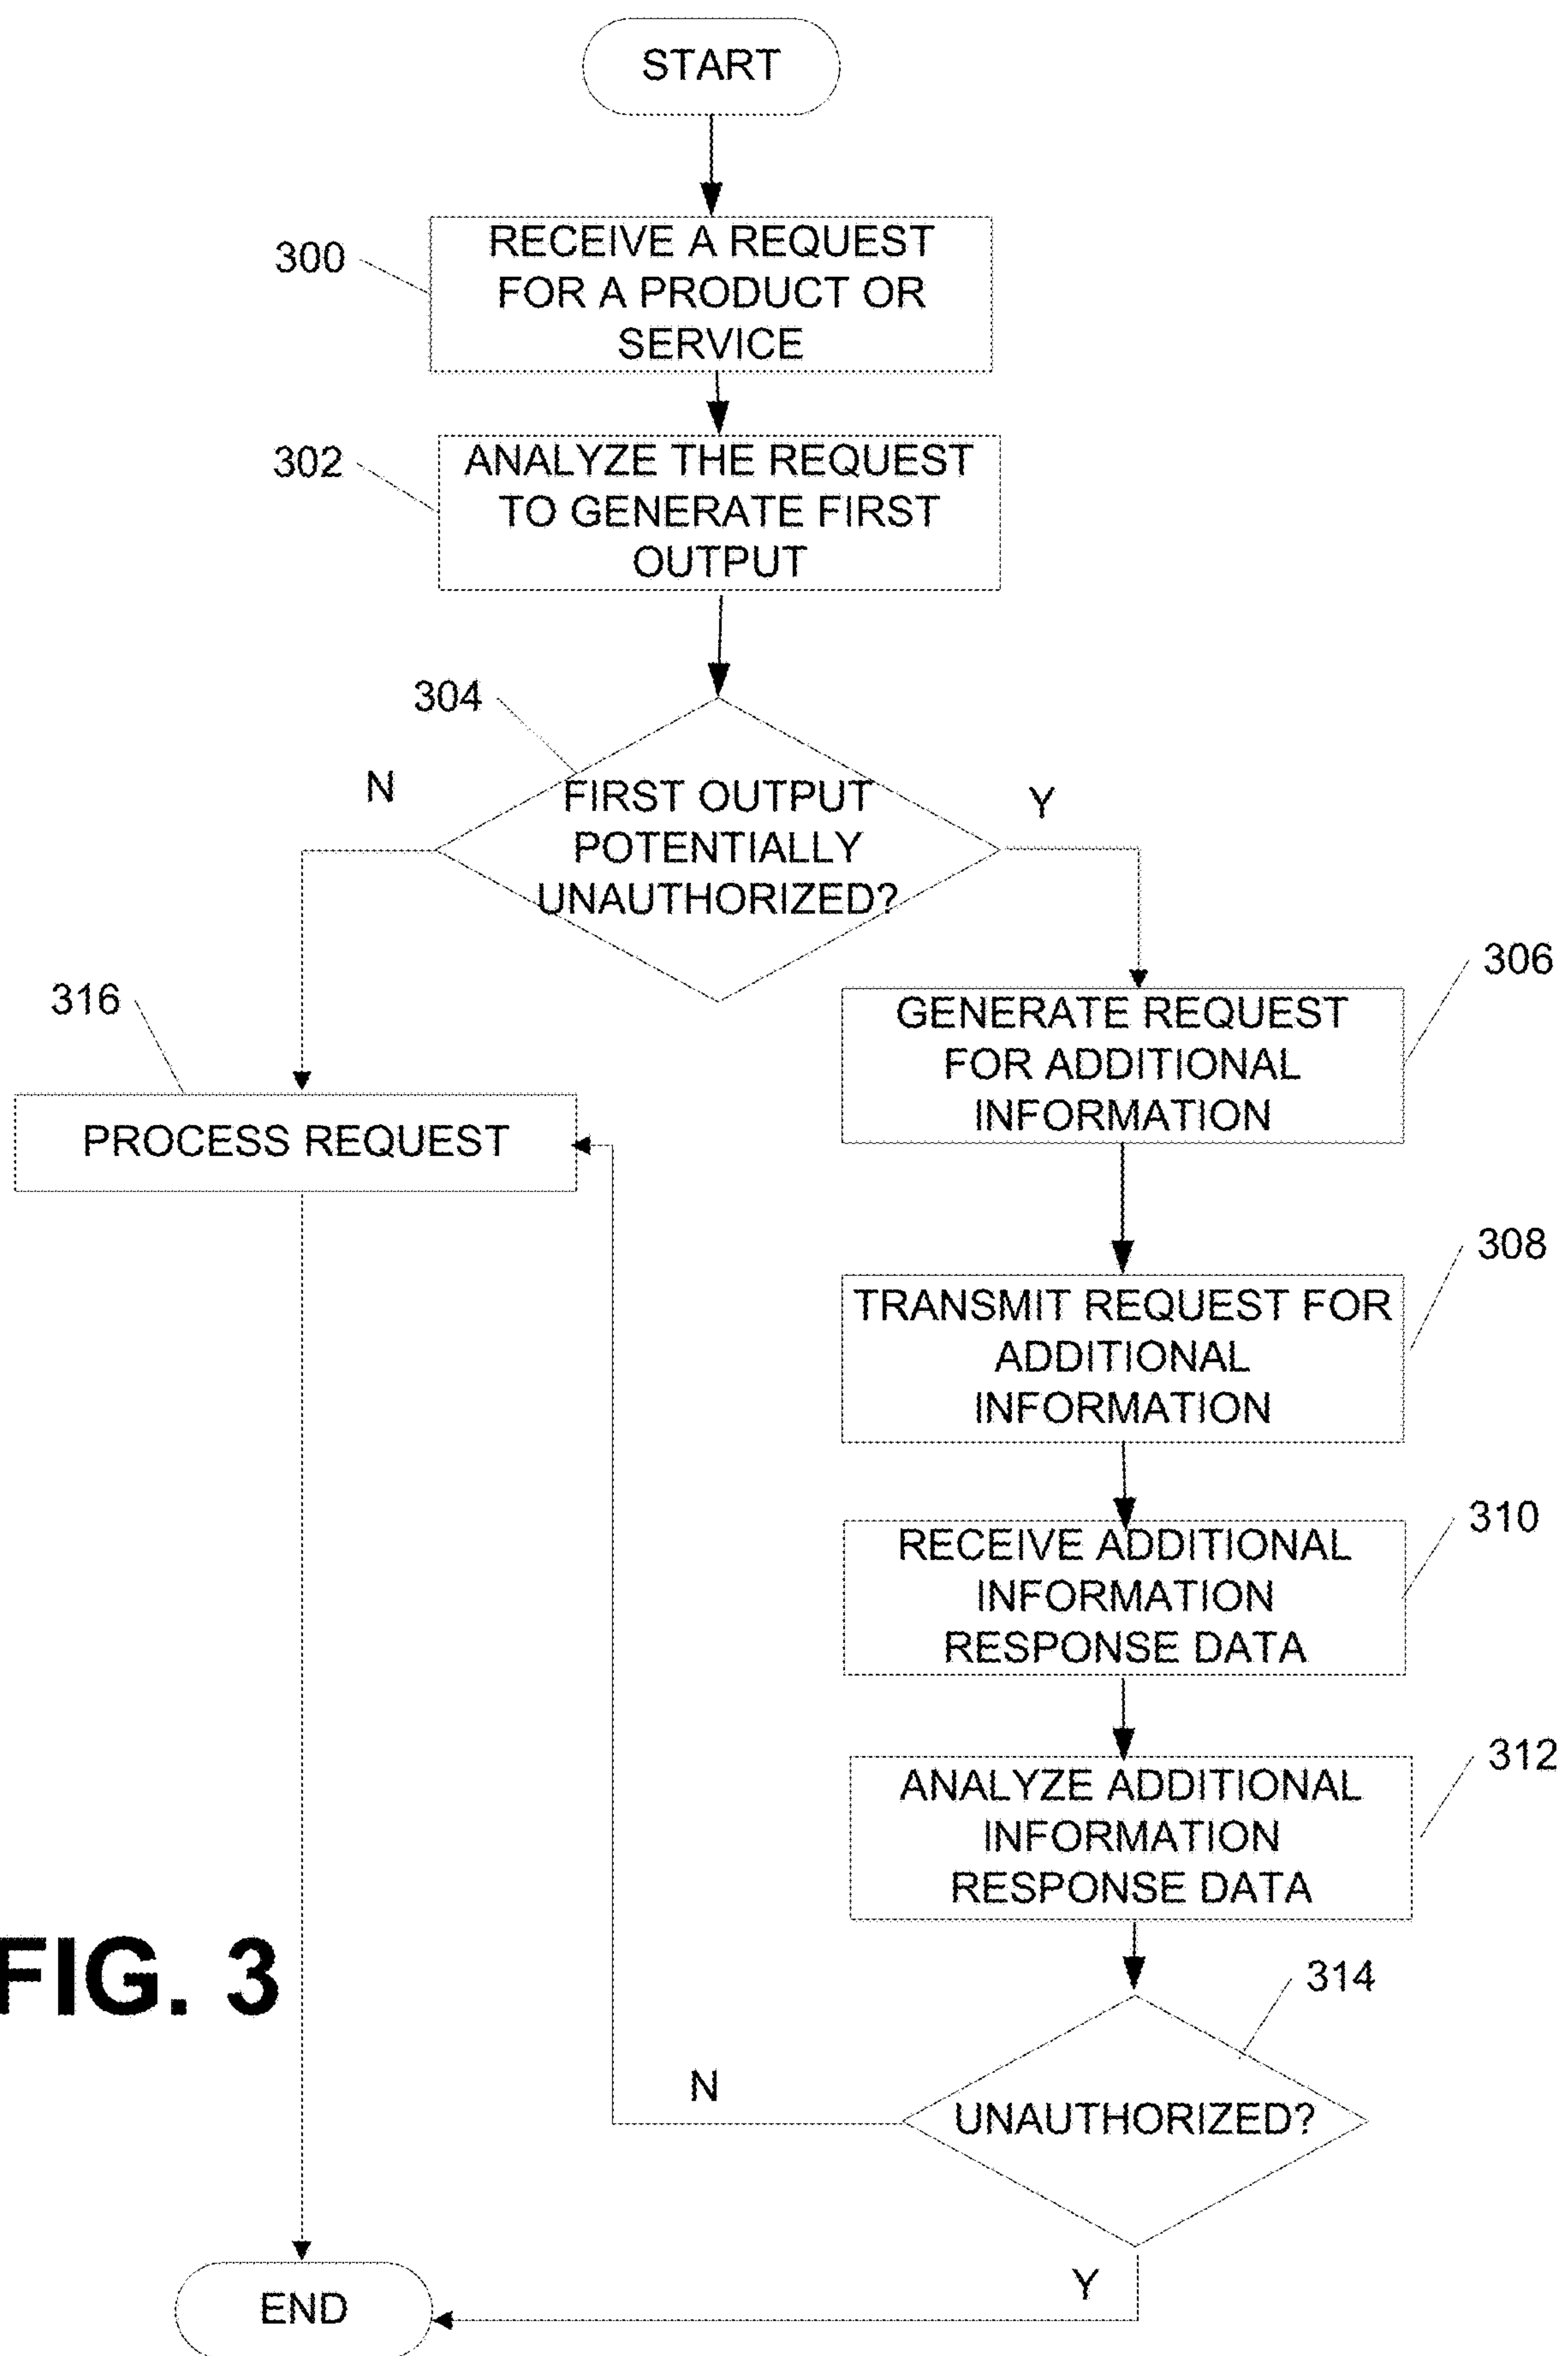 START
300
RECEIVE A REQUEST
FOR A PRODUCT OR
SERVICE
302
ANALYZE THE REQUEST
TO GENERATE FIRST
OUTPUT
304
N
FIRST OUTPUT
POTENTIALLY
UNAUTHORIZED?
Y
306
GENERATE REQUEST
FOR ADDITIONAL
INFORMATION
316
PROCESS REQUEST
308
TRANSMIT REQUEST FOR
ADDITIONAL
INFORMATION
310
RECEIVE ADDITIONAL
INFORMATION
RESPONSE DATA
312
ANALYZE ADDITIONAL
INFORMATION
RESPONSE DATA
FIG. 3
314
N
UNAUTHORIZED?
Y
END